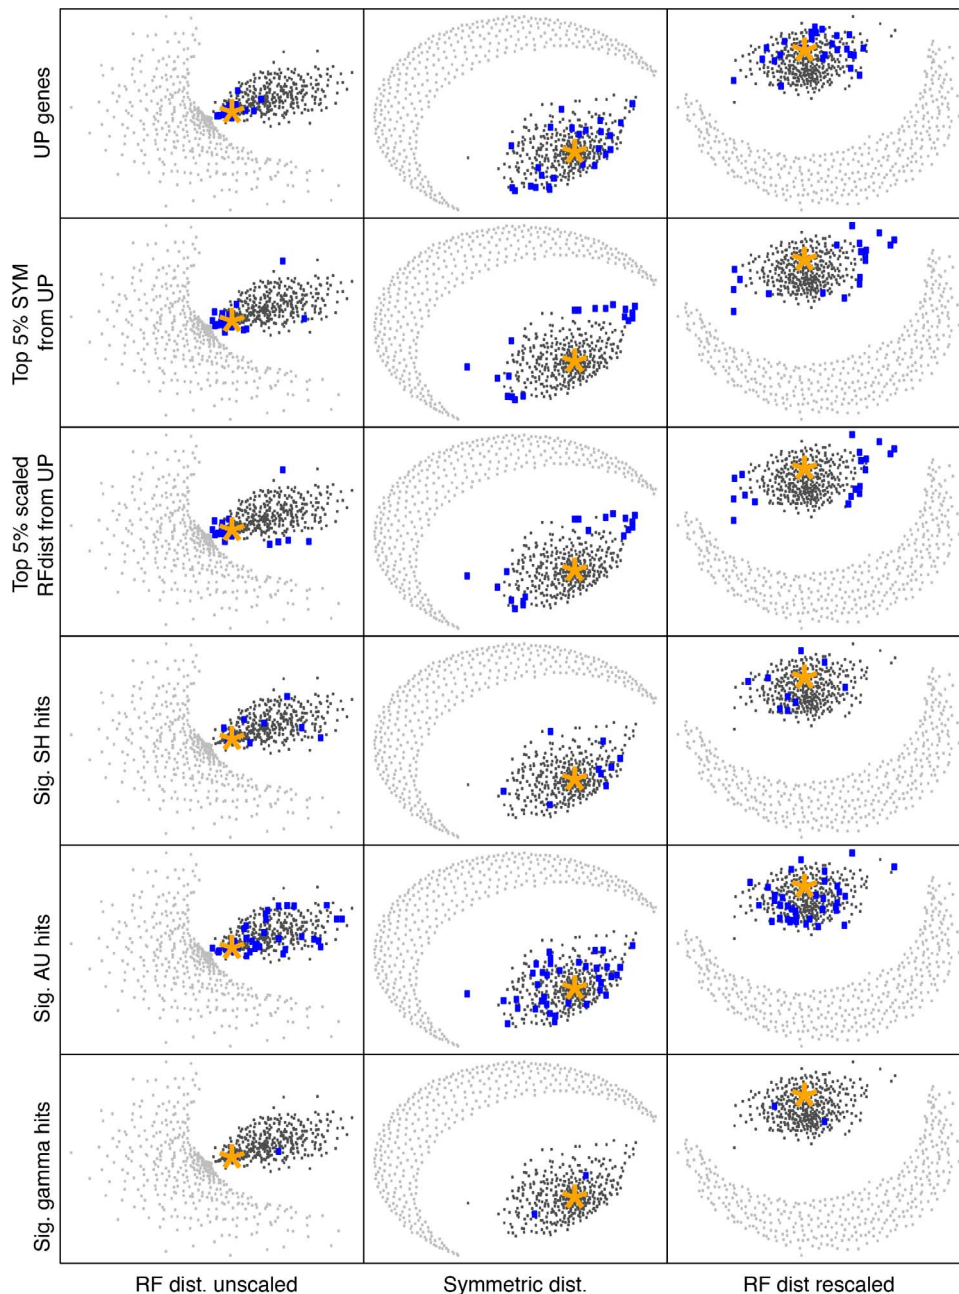 UP genes
Top 5% SYM
from UP
Top 5% scaled
RFdist from UP
Sig. SH hits
Sig. AU hits
Sig. gamma hits
RF dist. unscaled
Symmetric dist.
RF dist rescaled